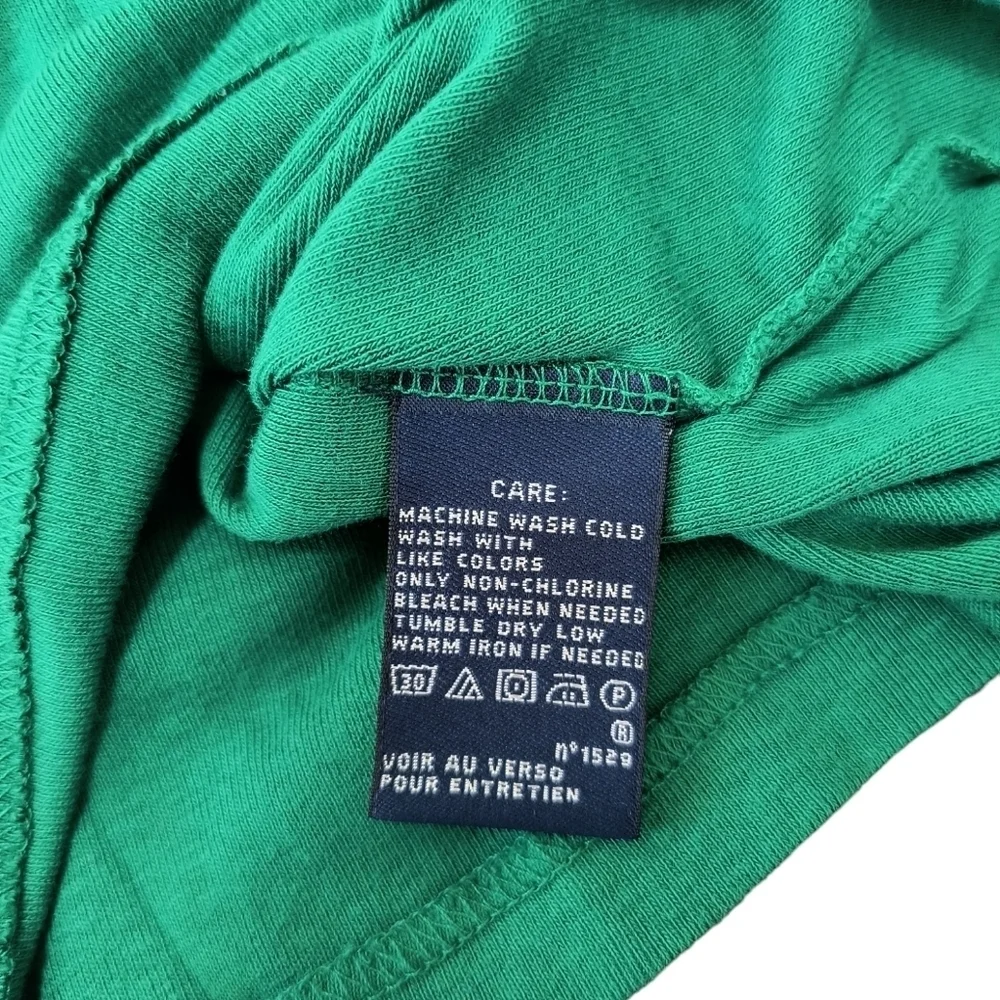 CARE:
MACHINE WASH COLD
WASH WITH
LIKE COLORS
ONLY NON-CHLORINE
BLEACH WHEN NEEDED
TUMBLE DRY LOW
WARM IRON IF NEEDED
30 P
®
nº1529
VOIR AU VERSO
POUR ENTRETIEN